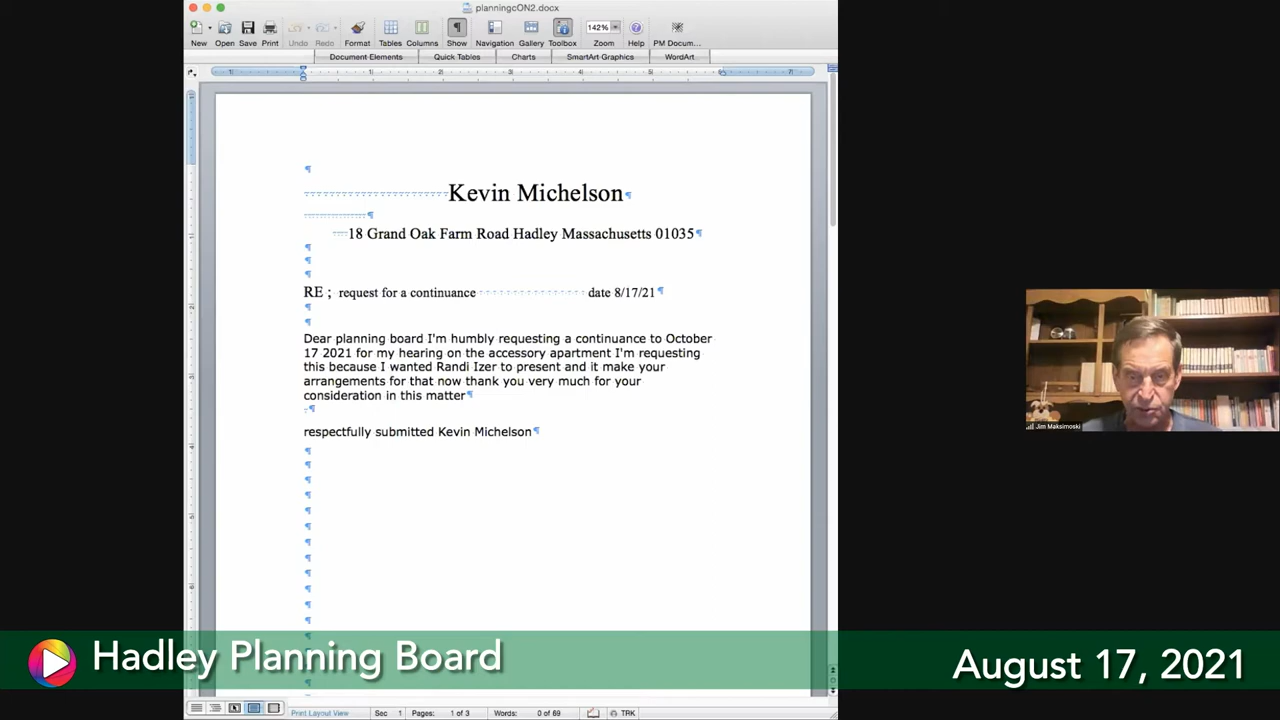 planningcON2.docx
New Open Save Print Undo Redo Format Tables Columns Show Navigation Gallery Toolbox 142% Zoom Help PM Docum...
Document Elements Quick Tables Charts SmartArt Graphics WordArt
Kevin Michelson
18 Grand Oak Farm Road Hadley Massachusetts 01035
RE ; request for a continuance date 8/17/21
Dear planning board I'm humbly requesting a continuance to October
17 2021 for my hearing on the accessory apartment I'm requesting
this because I wanted Randi Izer to present and it make your
arrangements for that now thank you very much for your
consideration in this matter
respectfully submitted Kevin Michelson
Jim Maksimoski
Hadley Planning Board
August 17, 2021
Print Layout View Sec 1 Pages: 1 of 3 Words: 0 of 69 TRK